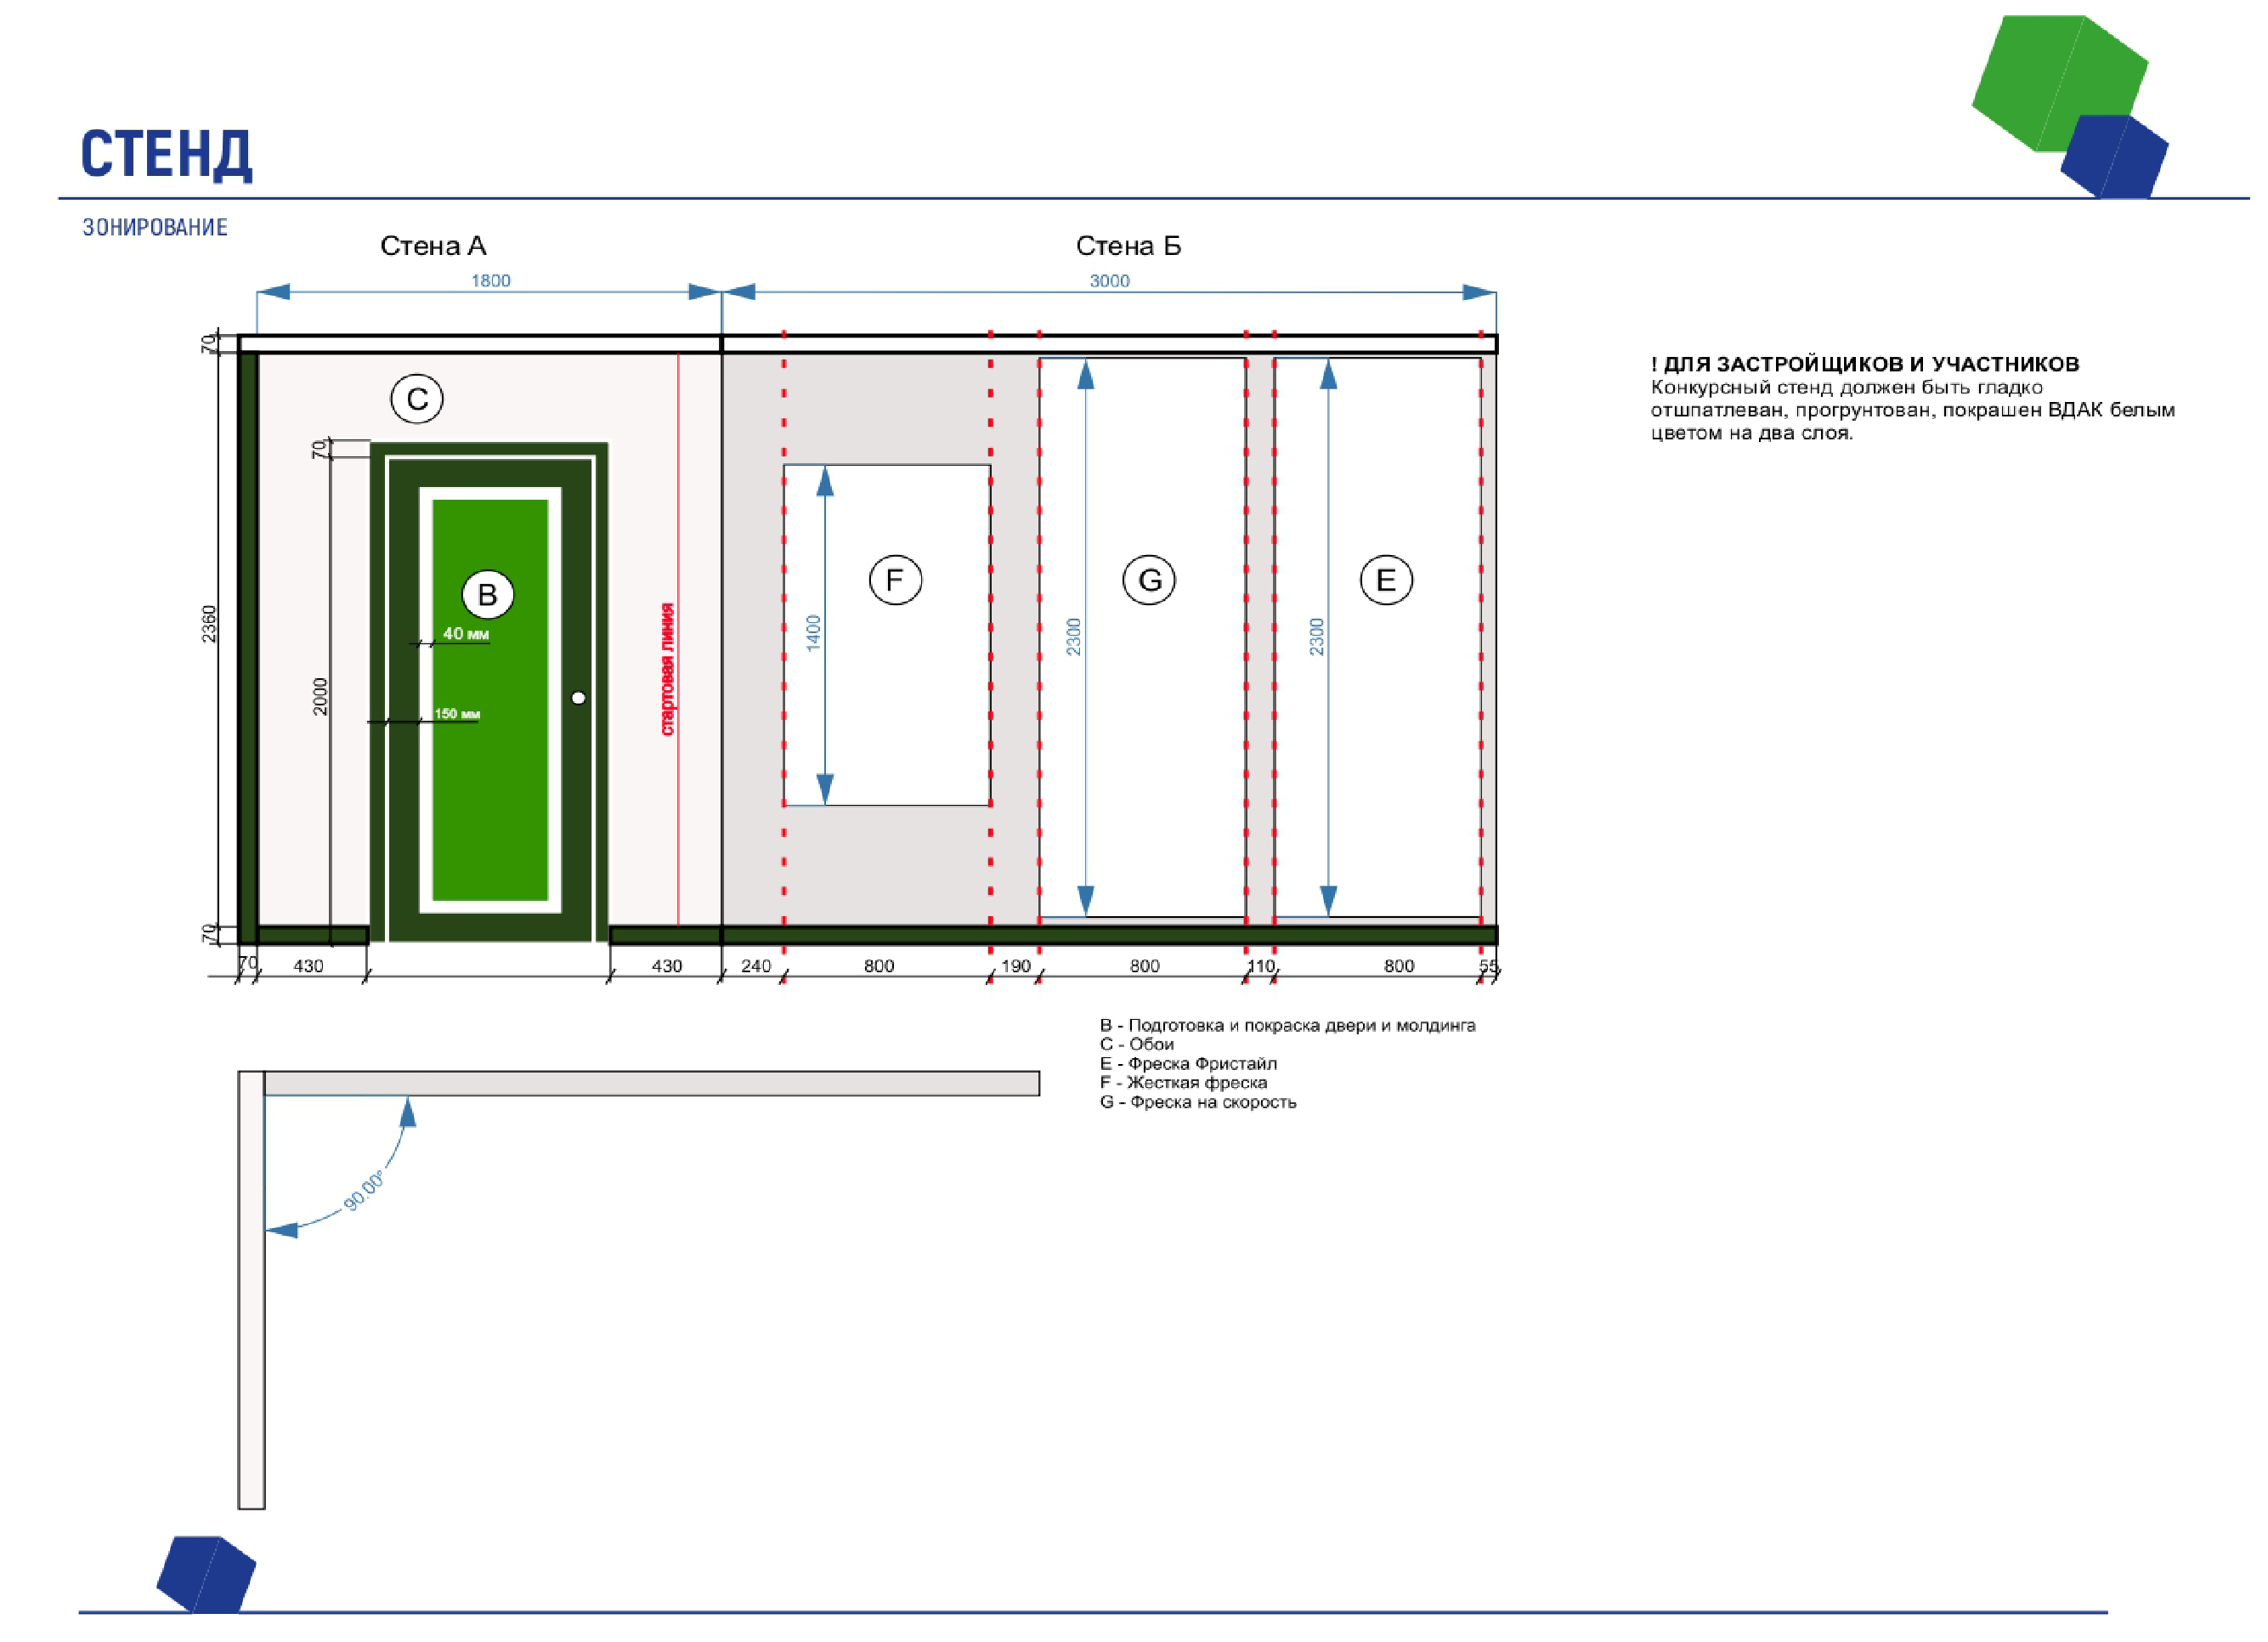 СТЕНД
ЗОНИРОВАНИЕ
Стена А
Стена Б
1800
3000
70
! ДЛЯ ЗАСТРОЙЩИКОВ И УЧАСТНИКОВ
Конкурсный стенд должен быть гладко
отшпатлеван, прогрунтован, покрашен ВДАК белым
цветом на два слоя.
C
70
B
F
G
E
40 мм
2360
1400
2300
2300
стартовая линия
2000
150 мм
70
70
430
430
240
800
190
800
110
800
55
B - Подготовка и покраска двери и молдинга
C - Обои
E - Фреска Фристайл
F - Жесткая фреска
G - Фреска на скорость
90.00°